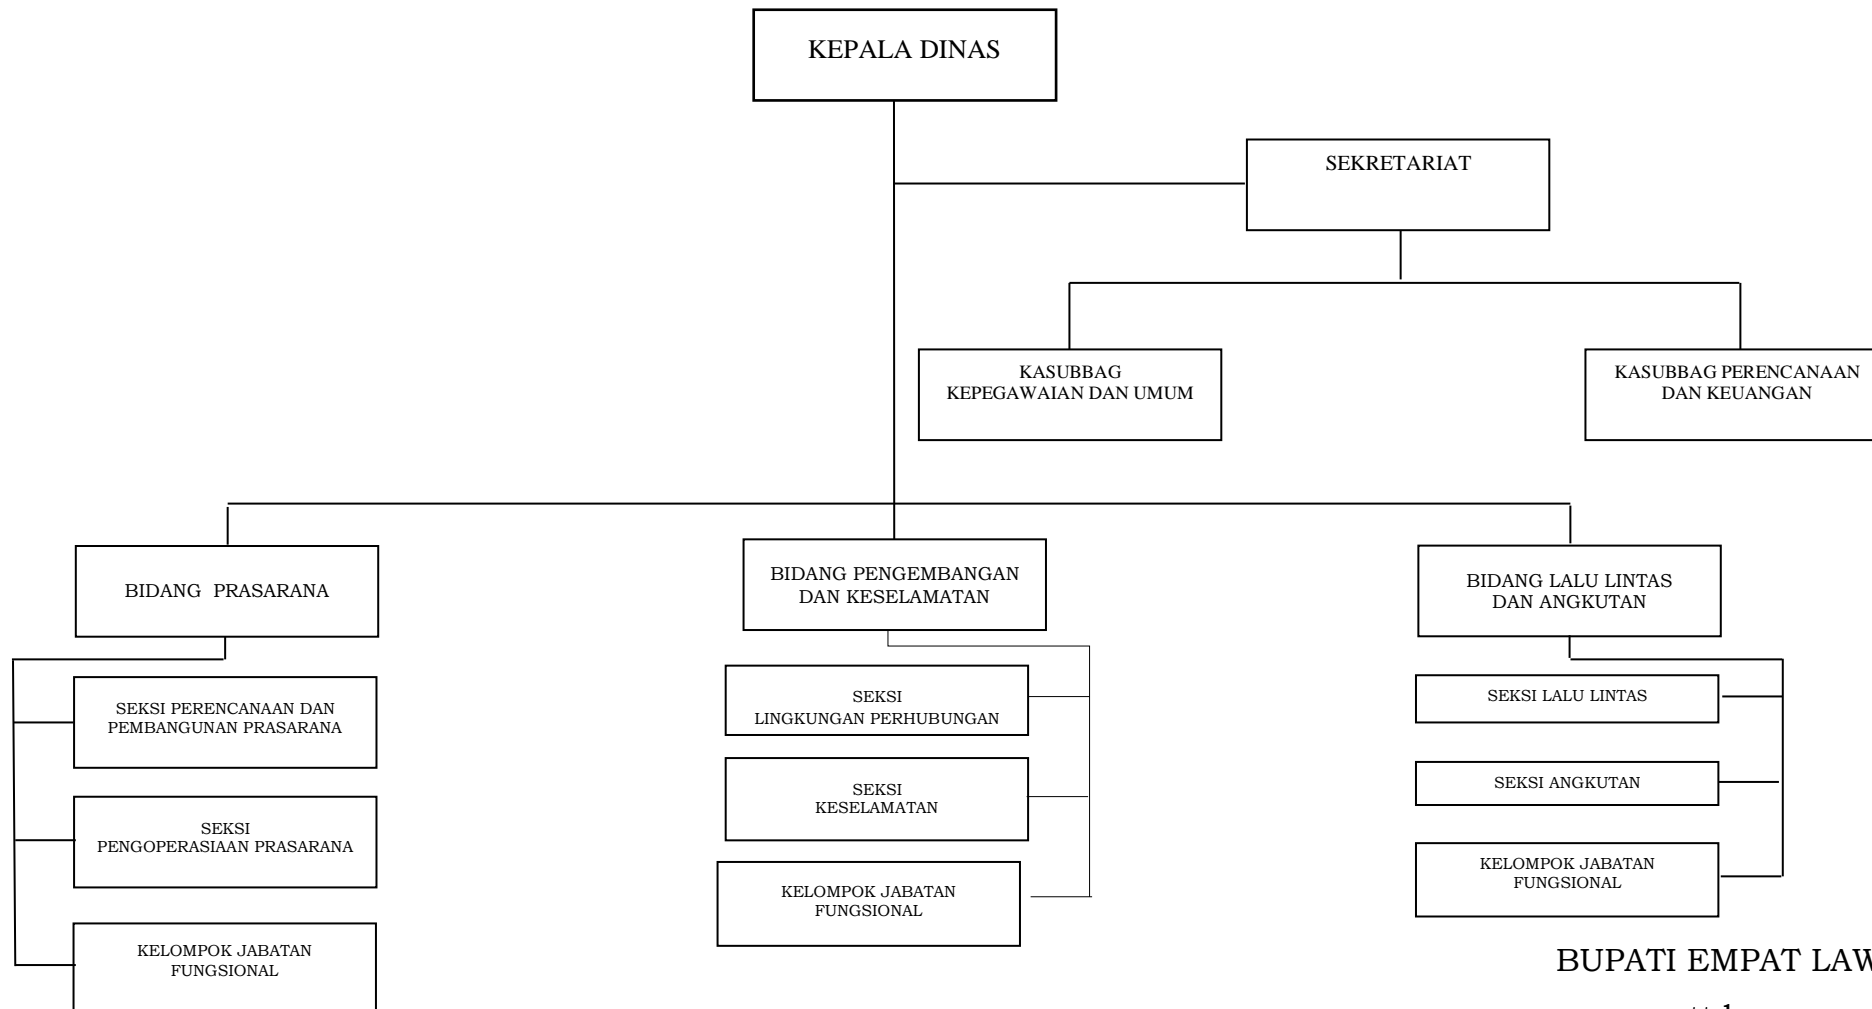 KEPALA DINAS
SEKRETARIAT
KASUBBAG
KEPEGAWAIAN DAN UMUM
KASUBBAG PERENCANAAN
DAN KEUANGAN
BIDANG PRASARANA
BIDANG PENGEMBANGAN
DAN KESELAMATAN
BIDANG LALU LINTAS
DAN ANGKUTAN
SEKSI PERENCANAAN DAN
PEMBANGUNAN PRASARANA
SEKSI
PENGOPERASIAAN PRASARANA
KELOMPOK JABATAN
FUNGSIONAL
SEKSI
LINGKUNGAN PERHUBUNGAN
SEKSI
KESELAMATAN
KELOMPOK JABATAN
FUNGSIONAL
SEKSI LALU LINTAS
SEKSI ANGKUTAN
KELOMPOK JABATAN
FUNGSIONAL
BUPATI EMPAT